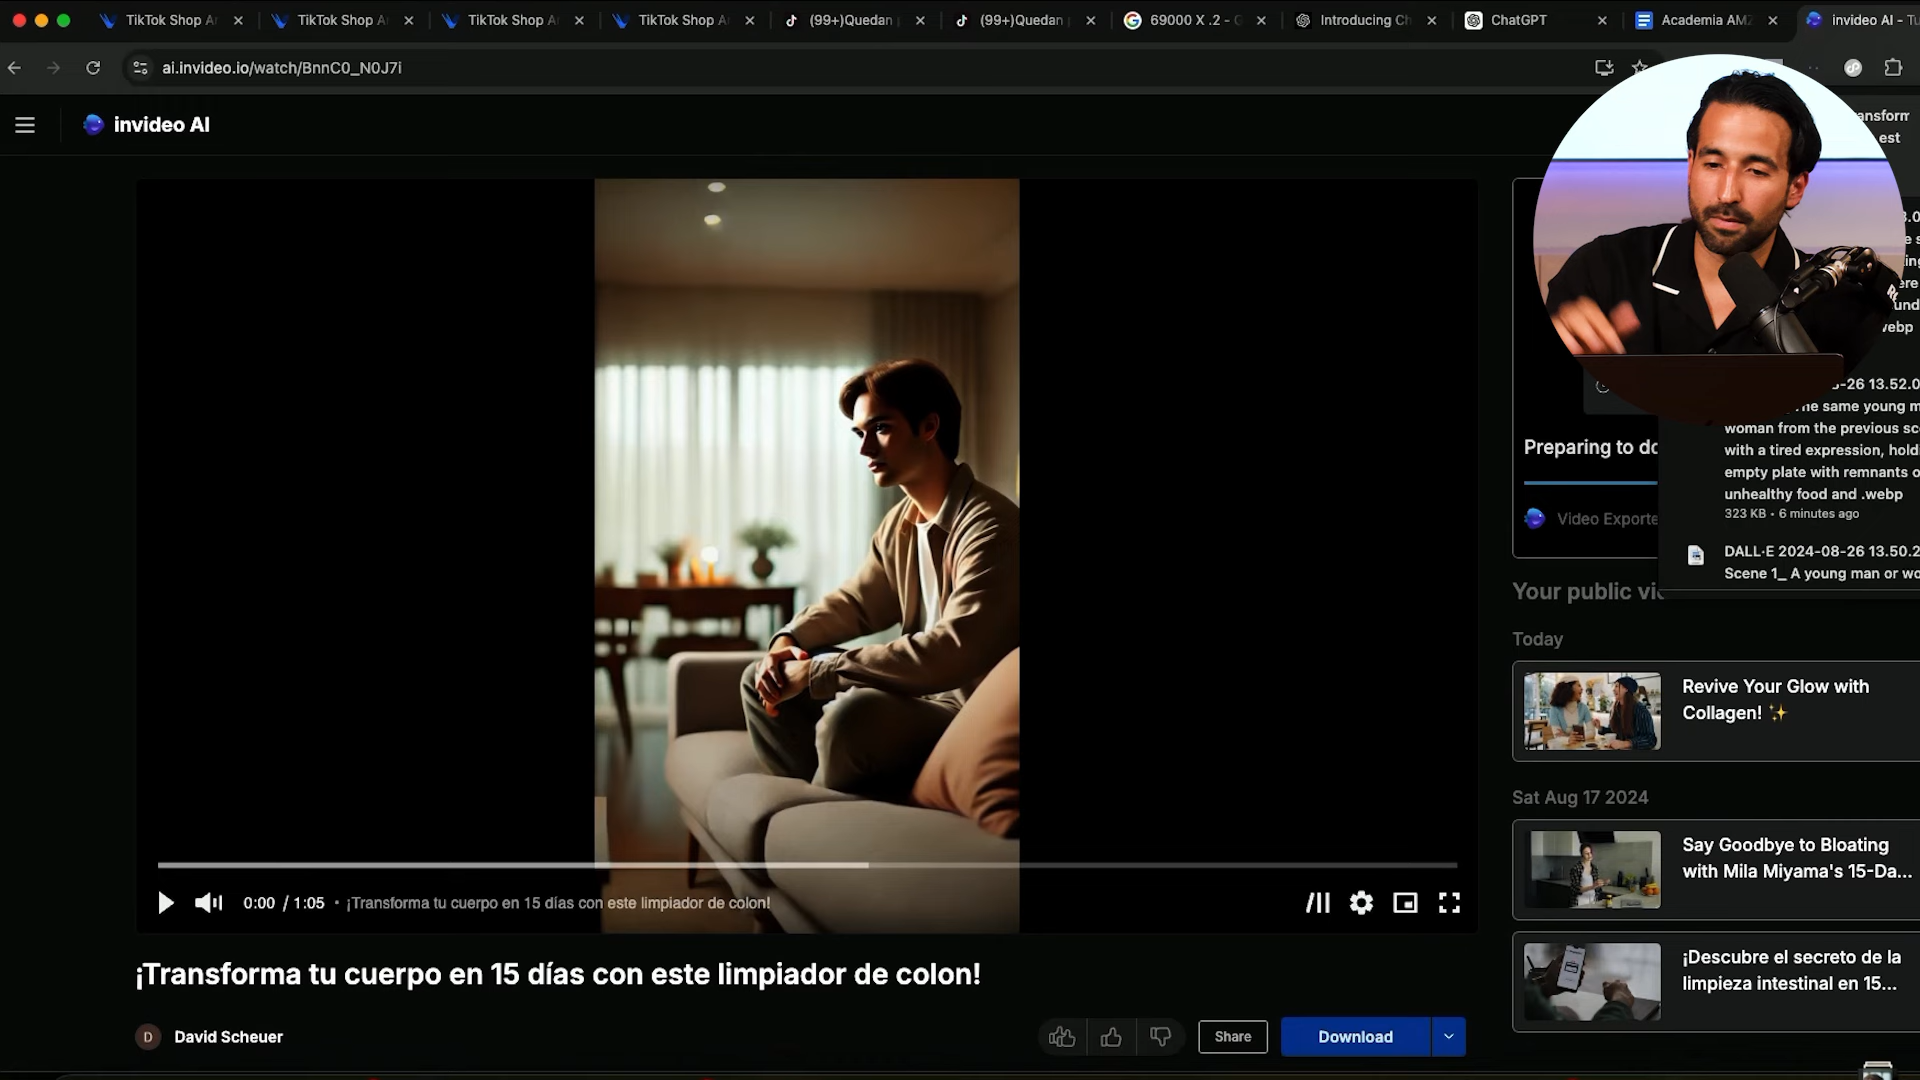 TikTok Shop A
TikTok Shop A
TikTok Shop A
TikTok Shop A
(99+)Quedan
(99+)Quedan
69000 X .2 - G
Introducing Ch
ChatGPT
Academia AM
invideo AI - Tu
ai.invideo.io/watch/BnnC0_N0J7i
invideo AI
est
webp
Preparing to do
Video Exporte
-26 13.52.0
same young m
woman from the previous sc
with a tired expression, hold
empty plate with remnants o
unhealthy food and .webp
323 KB • 6 minutes ago
DALL·E 2024-08-26 13.50.2
Scene 1_ A young man or wo
Your public vi
Today
Revive Your Glow with
Collagen! ✨
Sat Aug 17 2024
Say Goodbye to Bloating
with Mila Miyama's 15-Da...
¡Descubre el secreto de la
limpieza intestinal en 15...
0:00 / 1:05 • ¡Transforma tu cuerpo en 15 días con este limpiador de colon!
¡Transforma tu cuerpo en 15 días con este limpiador de colon!
D
David Scheuer
Share
Download